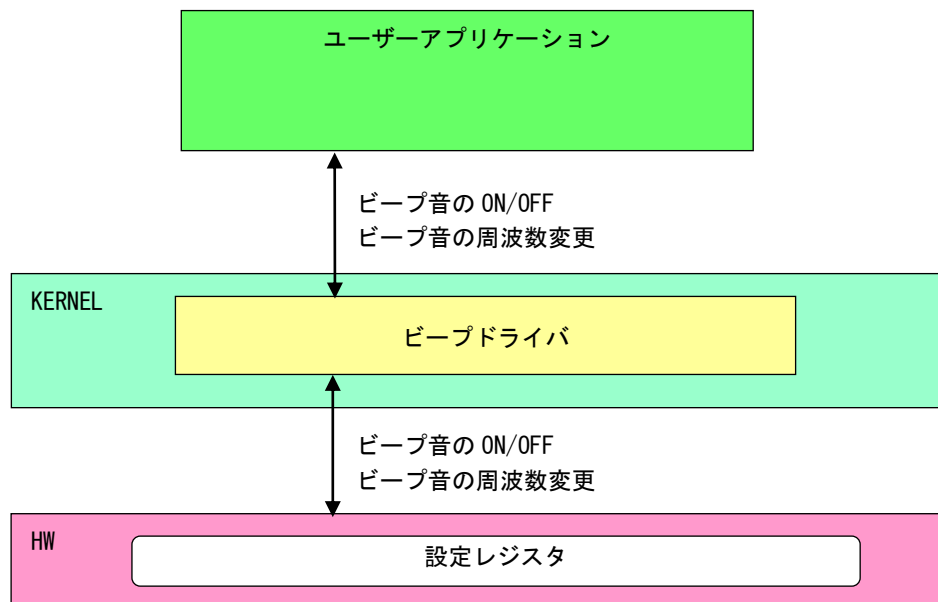 ユーザーアプリケーション
ビープ音の ON/OFF
ビープ音の周波数変更
KERNEL
ビープドライバ
ビープ音の ON/OFF
ビープ音の周波数変更
HW
設定レジスタ